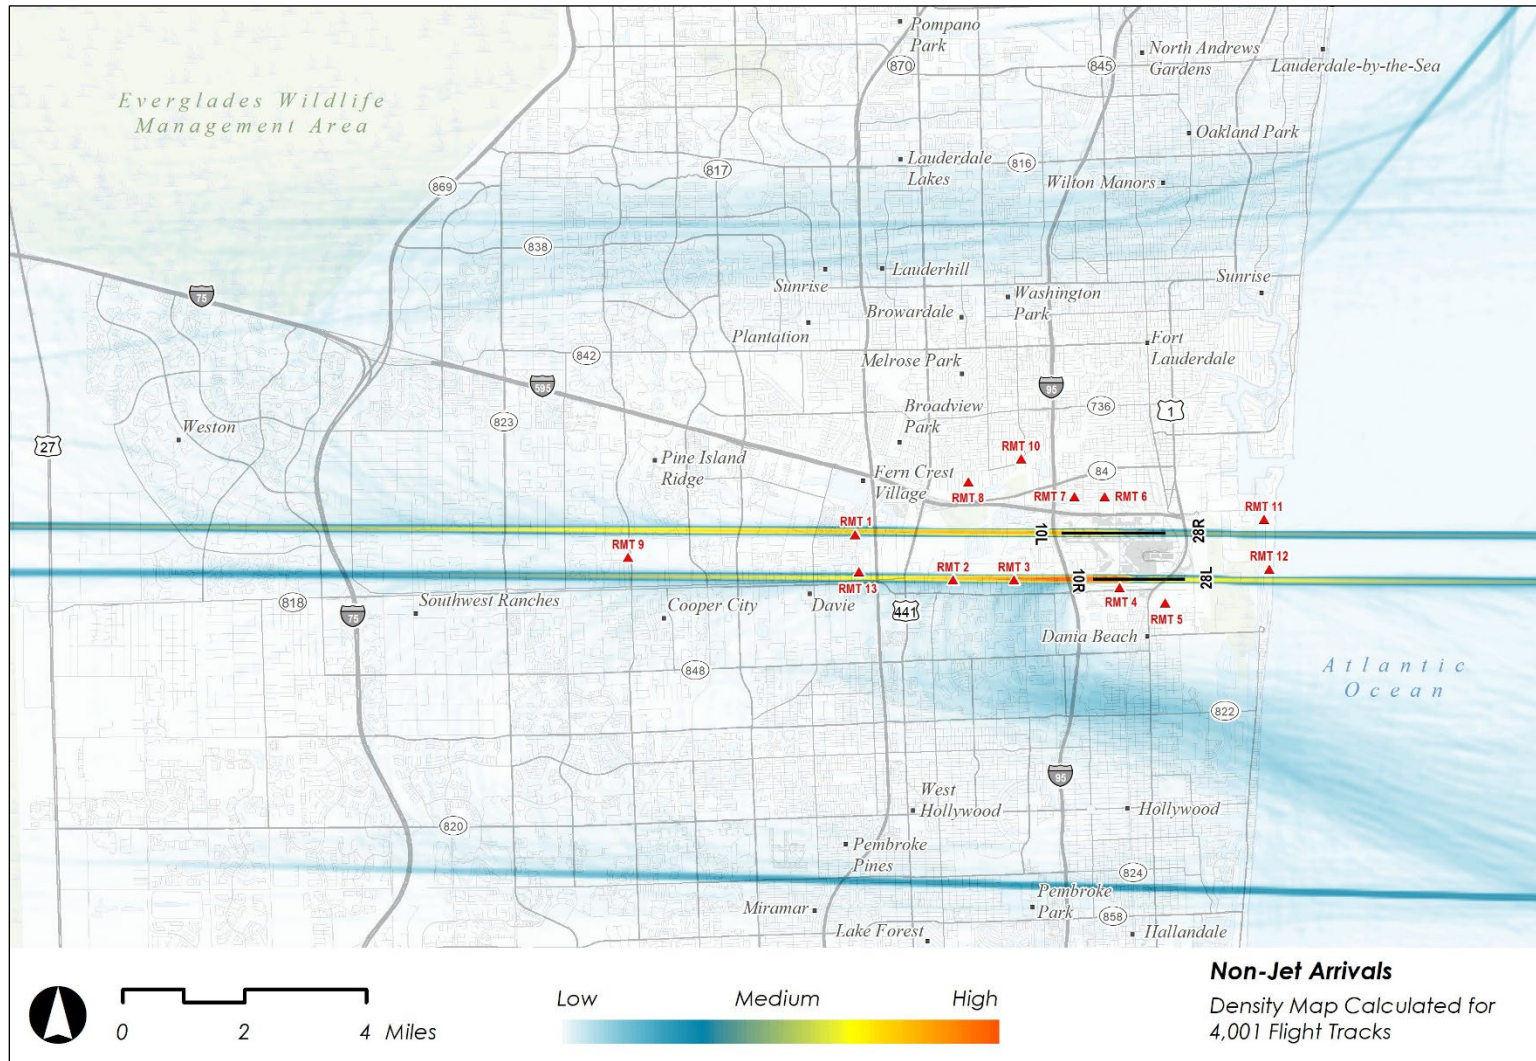 Pompano
Park
870
845
North Andrews
Gardens
Lauderdale-by-the-Sea
Everglades Wildlife
Management Area
Oakland Park
Lauderdale
Lakes
816
817
Wilton Manors
869
838
Lauderhill
Sunrise
Sunrise
75
Washington
Park
Browardale
Plantation
Fort
Lauderdale
842
Melrose Park
595
95
736
1
823
Broadview
Park
Weston
27
RMT 10
Pine Island
Ridge
84
Fern Crest
Village
RMT 8
RMT 7
RMT 6
RMT 11
RMT 1
10L
28R
RMT 9
RMT 12
RMT 2
RMT 3
10R
28L
RMT 13
RMT 4
818
Southwest Ranches
Cooper City
Davie
441
75
RMT 5
Dania Beach
848
Atlantic
Ocean
822
95
West
Hollywood
Hollywood
820
Pembroke
Pines
824
Pembroke
Park
Miramar
858
Lake Forest
Hallandale
Non-Jet Arrivals
Low Medium High
Density Map Calculated for
4,001 Flight Tracks
0 2 4 Miles